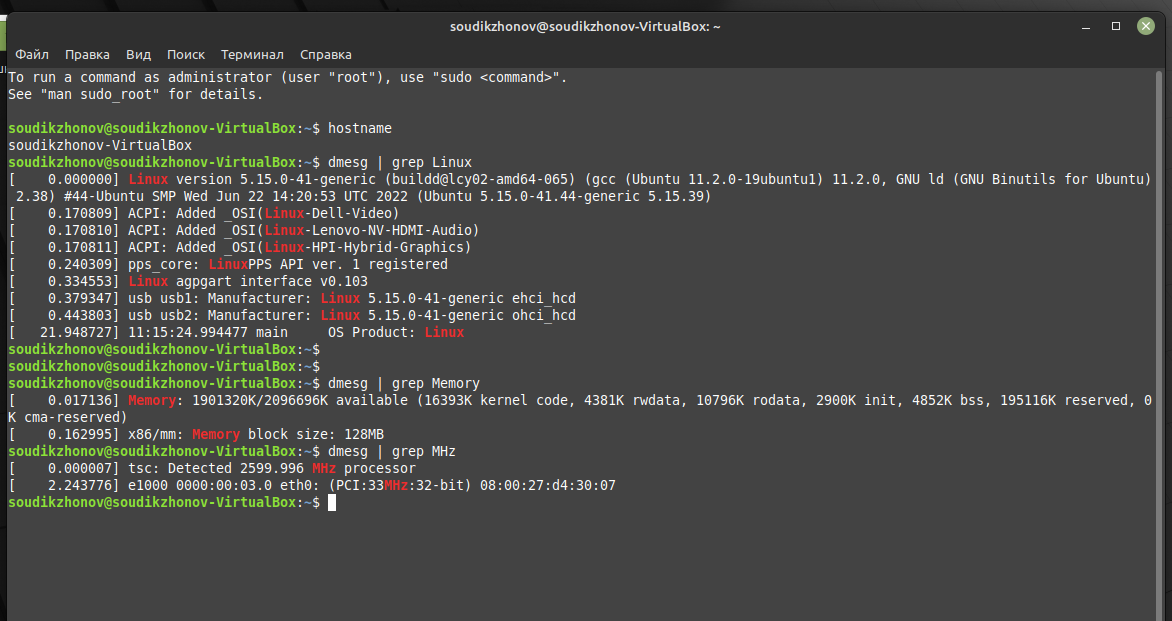 soudikzhonov@soudikzhonov-VirtualBox: ~
Файл Правка Вид Поиск Терминал Справка
To run a command as administrator (user "root"), use "sudo <command>".
See "man sudo_root" for details.
soudikzhonov@soudikzhonov-VirtualBox:~$ hostname
soudikzhonov-VirtualBox
soudikzhonov@soudikzhonov-VirtualBox:~$ dmesg | grep Linux
[    0.000000] Linux version 5.15.0-41-generic (buildd@lcy02-amd64-065) (gcc (Ubuntu 11.2.0-19ubuntu1) 11.2.0, GNU ld (GNU Binutils for Ubuntu)
 2.38) #44-Ubuntu SMP Wed Jun 22 14:20:53 UTC 2022 (Ubuntu 5.15.0-41.44-generic 5.15.39)
[    0.170809] ACPI: Added _OSI(Linux-Dell-Video)
[    0.170810] ACPI: Added _OSI(Linux-Lenovo-NV-HDMI-Audio)
[    0.170811] ACPI: Added _OSI(Linux-HPI-Hybrid-Graphics)
[    0.240309] pps_core: LinuxPPS API ver. 1 registered
[    0.334553] Linux agpgart interface v0.103
[    0.379347] usb usb1: Manufacturer: Linux 5.15.0-41-generic ehci_hcd
[    0.443803] usb usb2: Manufacturer: Linux 5.15.0-41-generic ohci_hcd
[   21.948727] 11:15:24.994477 main     OS Product: Linux
soudikzhonov@soudikzhonov-VirtualBox:~$
soudikzhonov@soudikzhonov-VirtualBox:~$
soudikzhonov@soudikzhonov-VirtualBox:~$ dmesg | grep Memory
[    0.017136] Memory: 1901320K/2096696K available (16393K kernel code, 4381K rwdata, 10796K rodata, 2900K init, 4852K bss, 195116K reserved, 0
K cma-reserved)
[    0.162995] x86/mm: Memory block size: 128MB
soudikzhonov@soudikzhonov-VirtualBox:~$ dmesg | grep MHz
[    0.000007] tsc: Detected 2599.996 MHz processor
[    2.243776] e1000 0000:00:03.0 eth0: (PCI:33MHz:32-bit) 08:00:27:d4:30:07
soudikzhonov@soudikzhonov-VirtualBox:~$